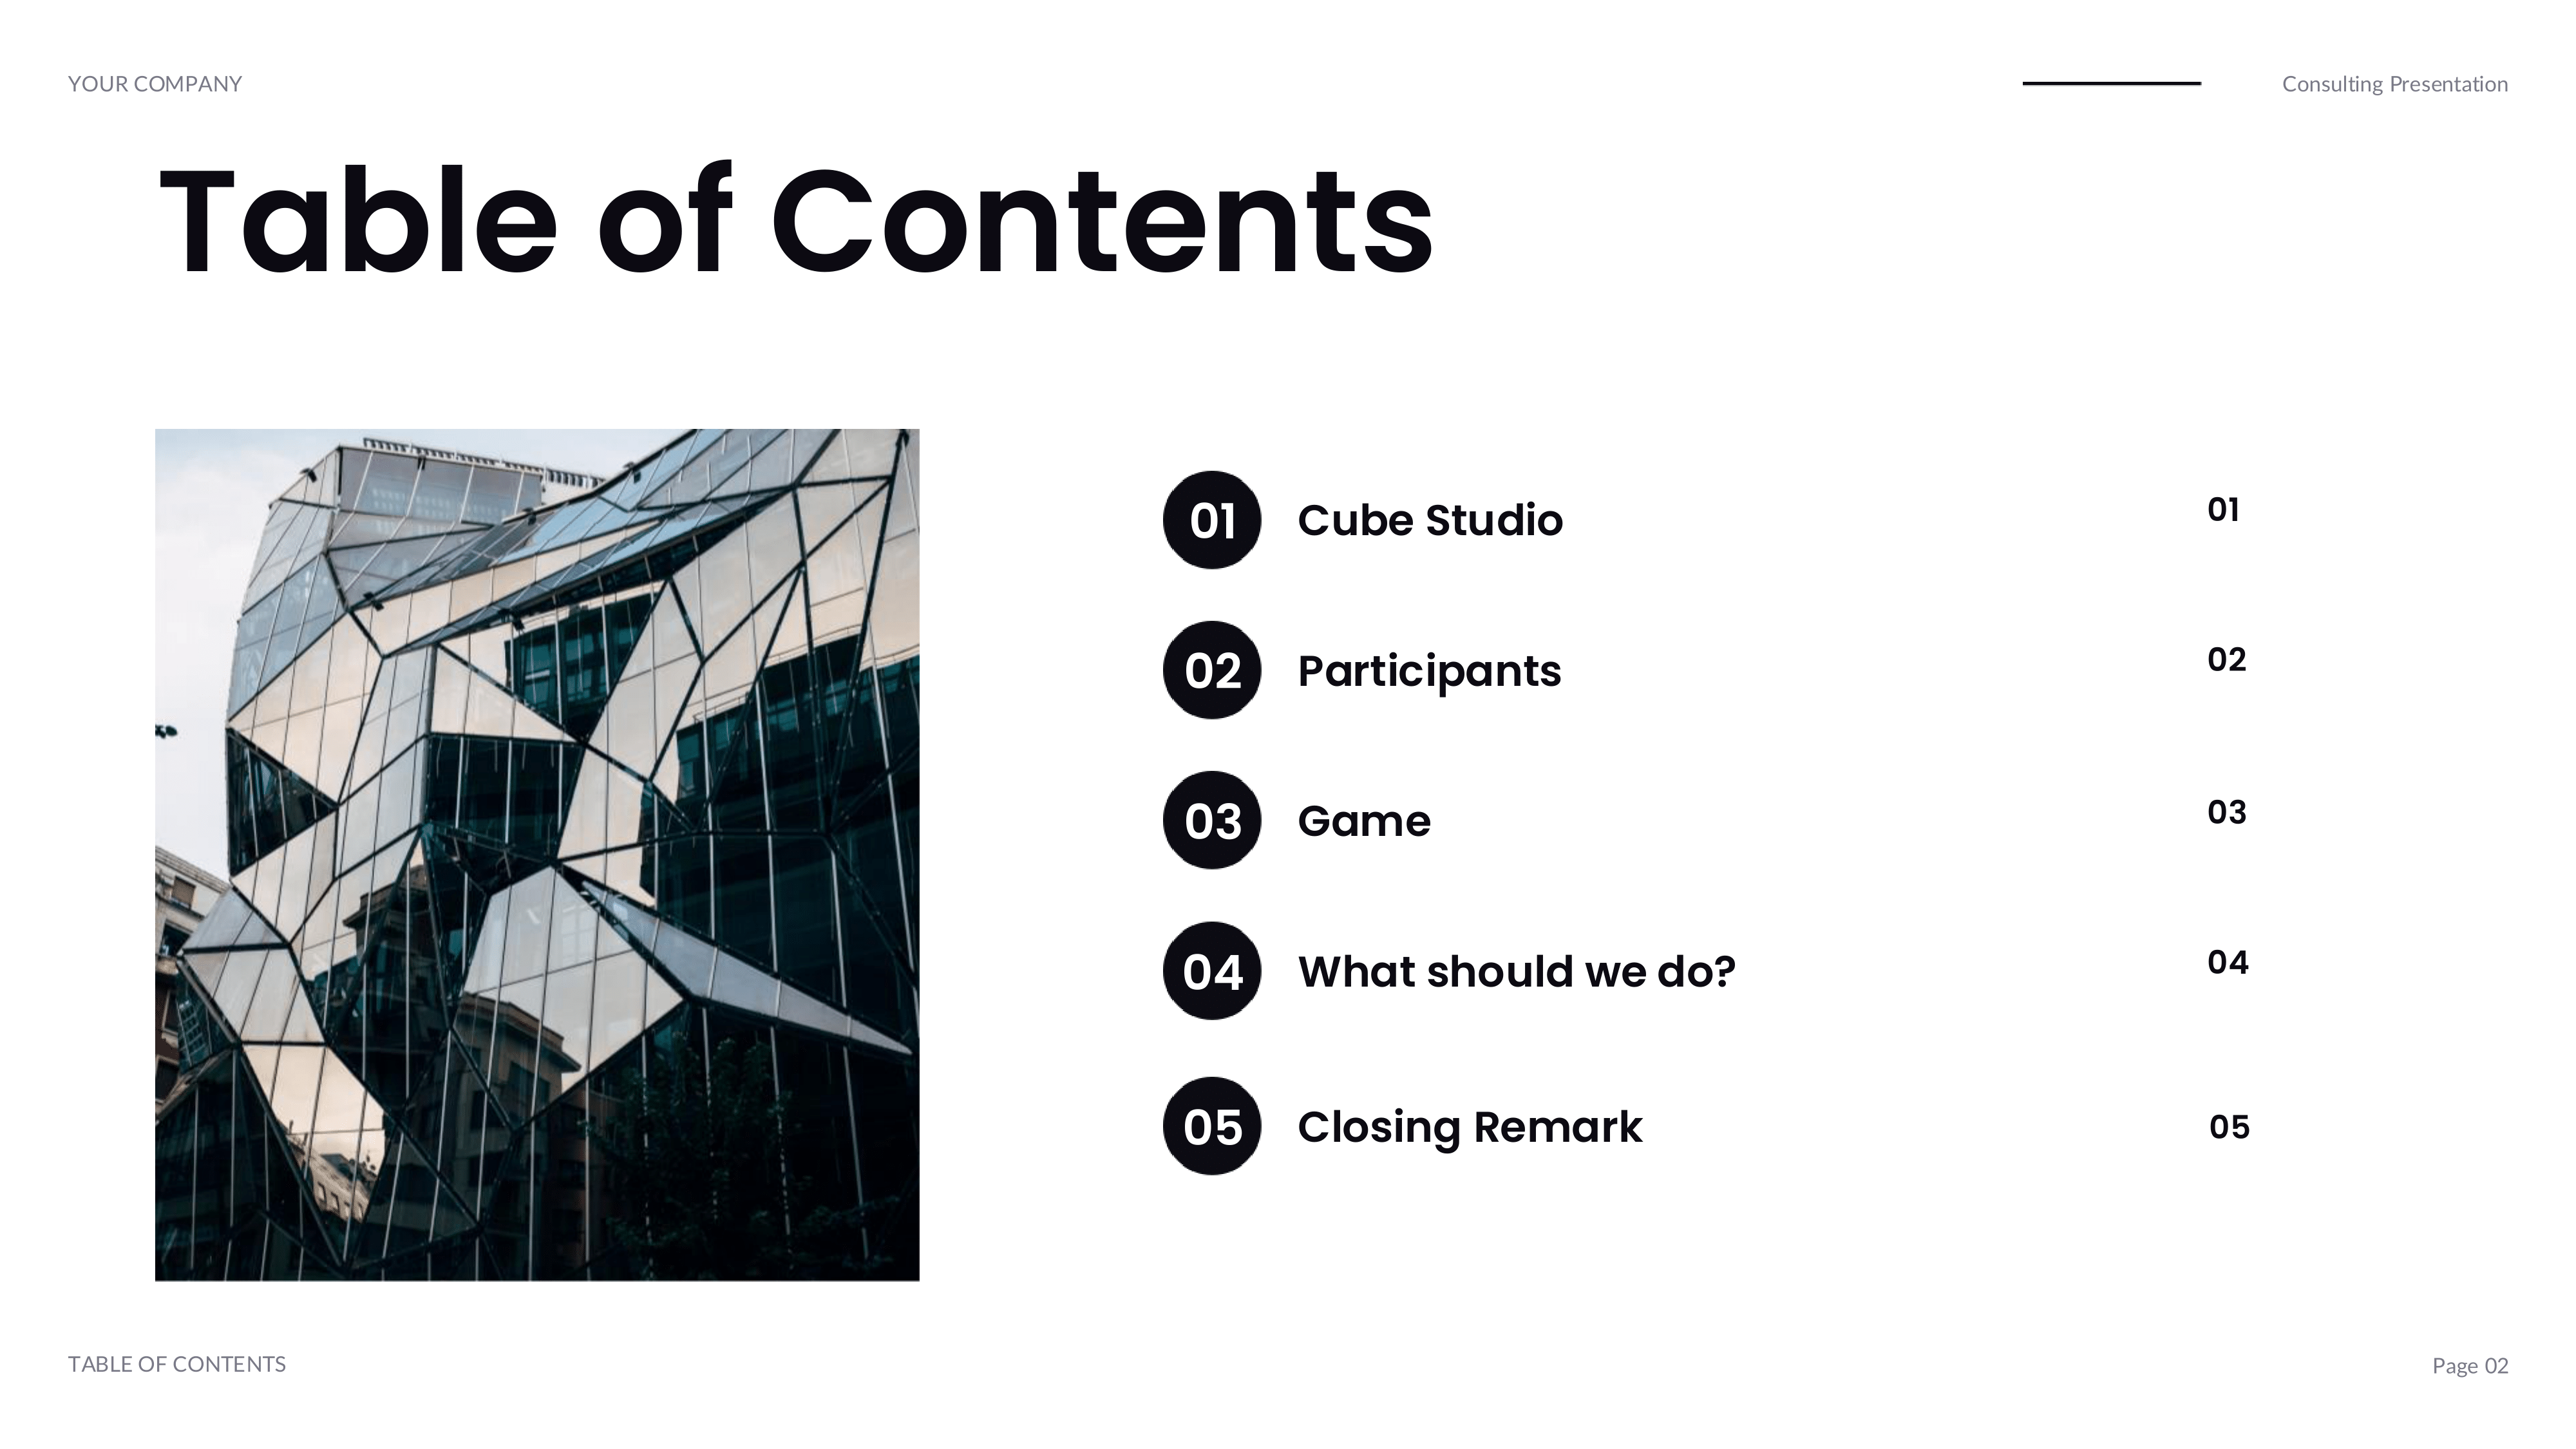 YOUR COMPANY
Consulting Presentation
Table of Contents
01 Cube Studio 01
02 Participants 02
03 Game 03
04 What should we do? 04
05 Closing Remark 05
TABLE OF CONTENTS
Page 02